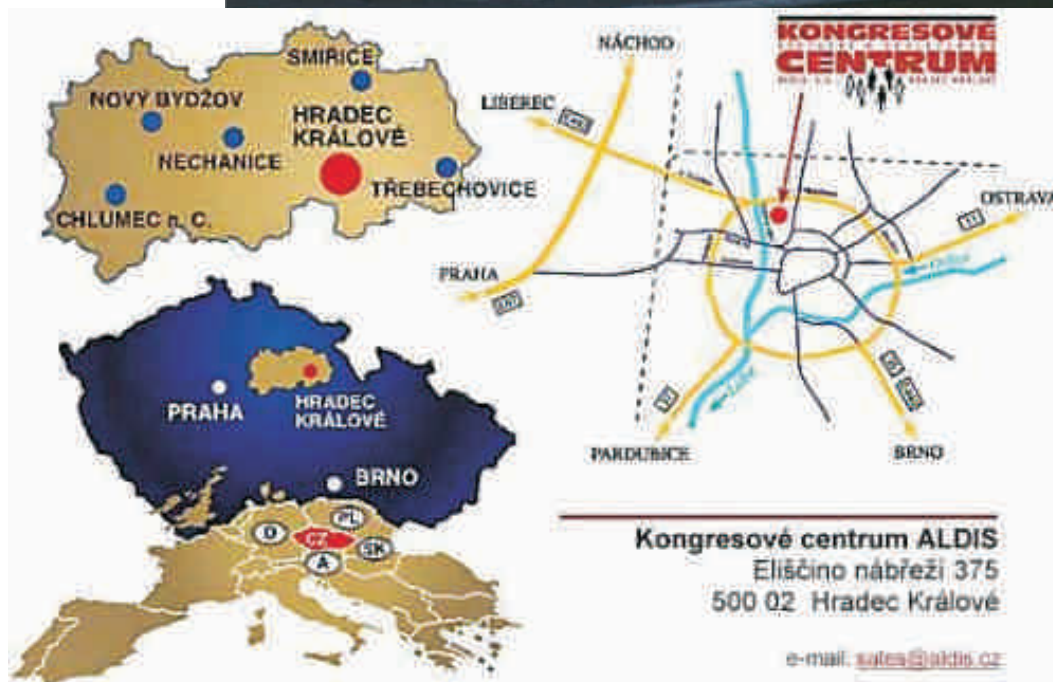 SMIŘICE
NOVÝ BYDŽOV
HRADEC
KRÁLOVÉ
NECHANICE
TŘEBECHOVICE
CHLUMEC n. C.
PRAHA
HRADEC
KRÁLOVÉ
BRNO
D
PL
CZ
SK
A
KONGRESOVÉ
CENTRUM
NÁCHOD
LIBEREC
OSTRAVA
PRAHA
PARDUBICE
BRNO
Kongresové centrum ALDIS
Eliščino nábřeží 375
500 02 Hradec Králové
e-mail: sales@aldis.cz